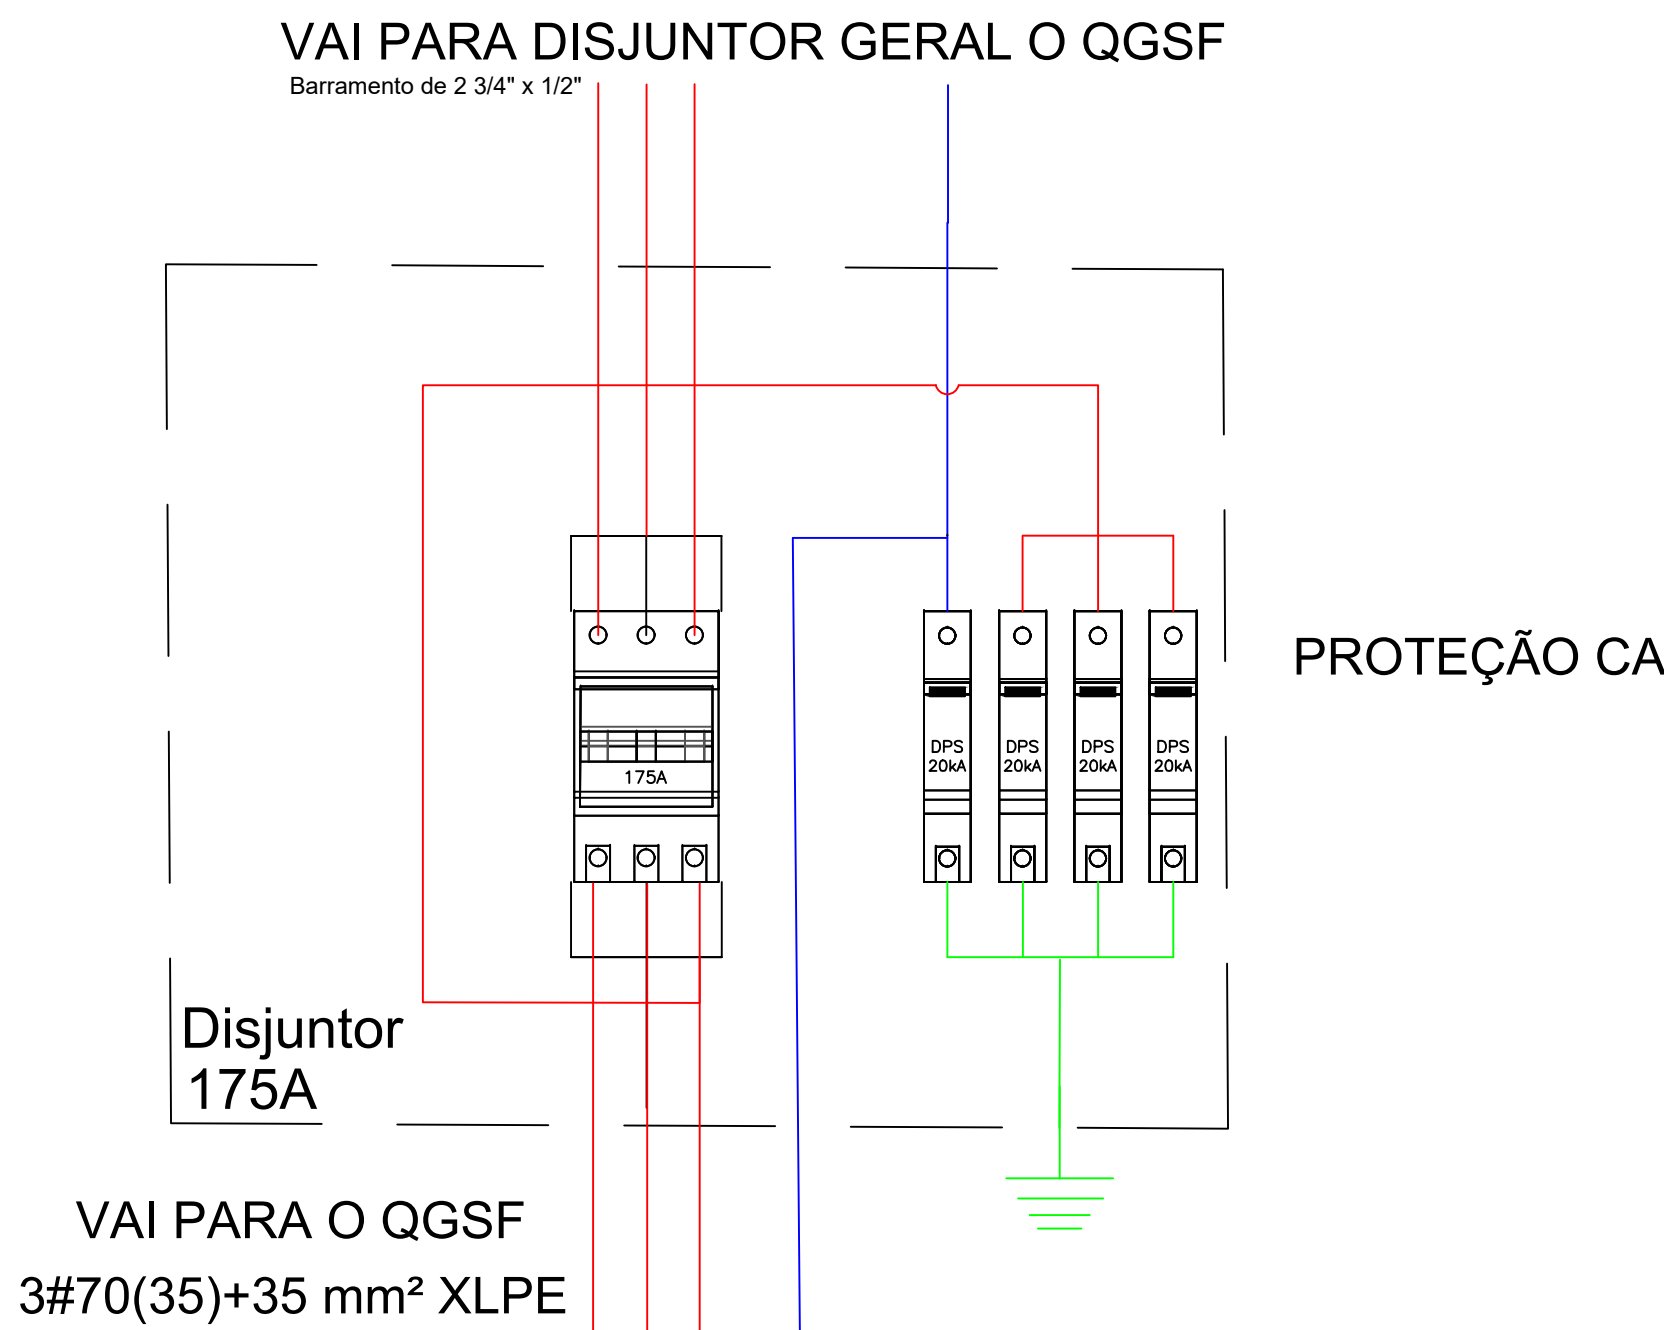 VAI PARA DISJUNTOR GERAL O QGSF
Barramento de 2 3/4" x 1/2"
PROTEÇÃO CA
DPS
20kA
DPS
20kA
DPS
20kA
DPS
20kA
175A
Disjuntor
175A
VAI PARA O QGSF
3#70(35)+35 mm² XLPE